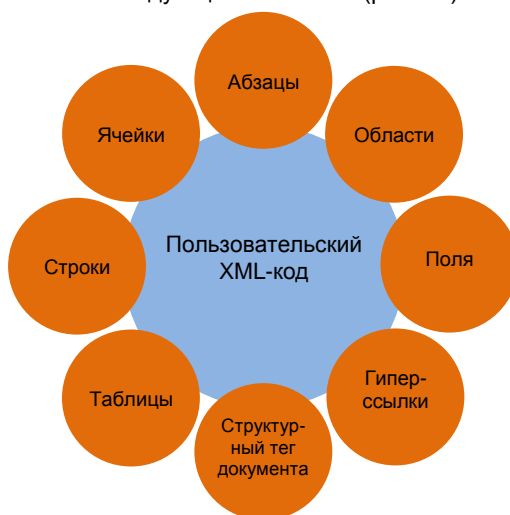 Абзацы
Ячейки
Области
Пользовательский
XML-код
Строки
Поля
Таблицы
Гипер-
ссылки
Структур-
ный тег
документа